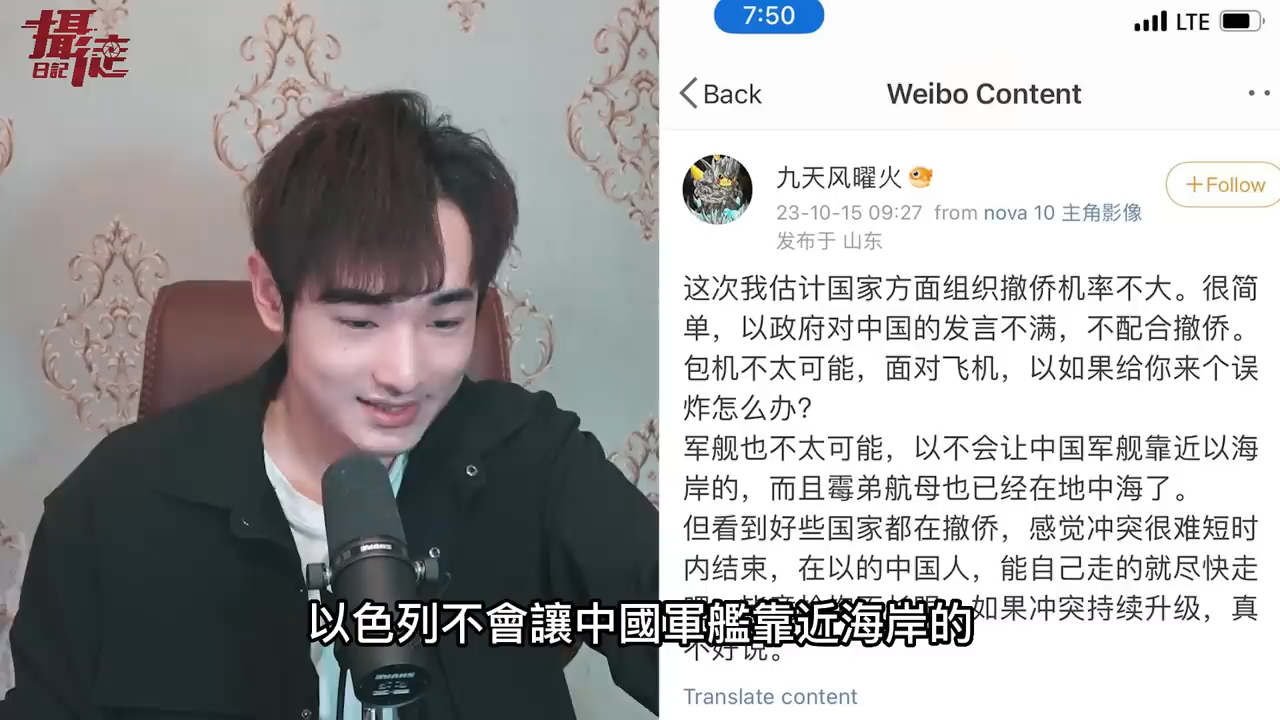 攝徒
日記
7:50
LTE
Back
Weibo Content
九天风曜火
+Follow
23-10-15 09:27 from nova 10 主角影像
发布于 山东
这次我估计国家方面组织撤侨机率不大。很简
单，以政府对中国的发言不满，不配合撤侨。
包机不太可能，面对飞机，以如果给你来个误
炸怎么办？
军舰也不太可能，以不会让中国军舰靠近以海
岸的，而且霉弟航母也已经在地中海了。
但看到好些国家都在撤侨，感觉冲突很难短时
内结束，在以的中国人，能自己走的就尽快走
如果冲突持续升级，真
不好说。
以色列不會讓中國軍艦靠近海岸的
Translate content
SHURE
SHURE